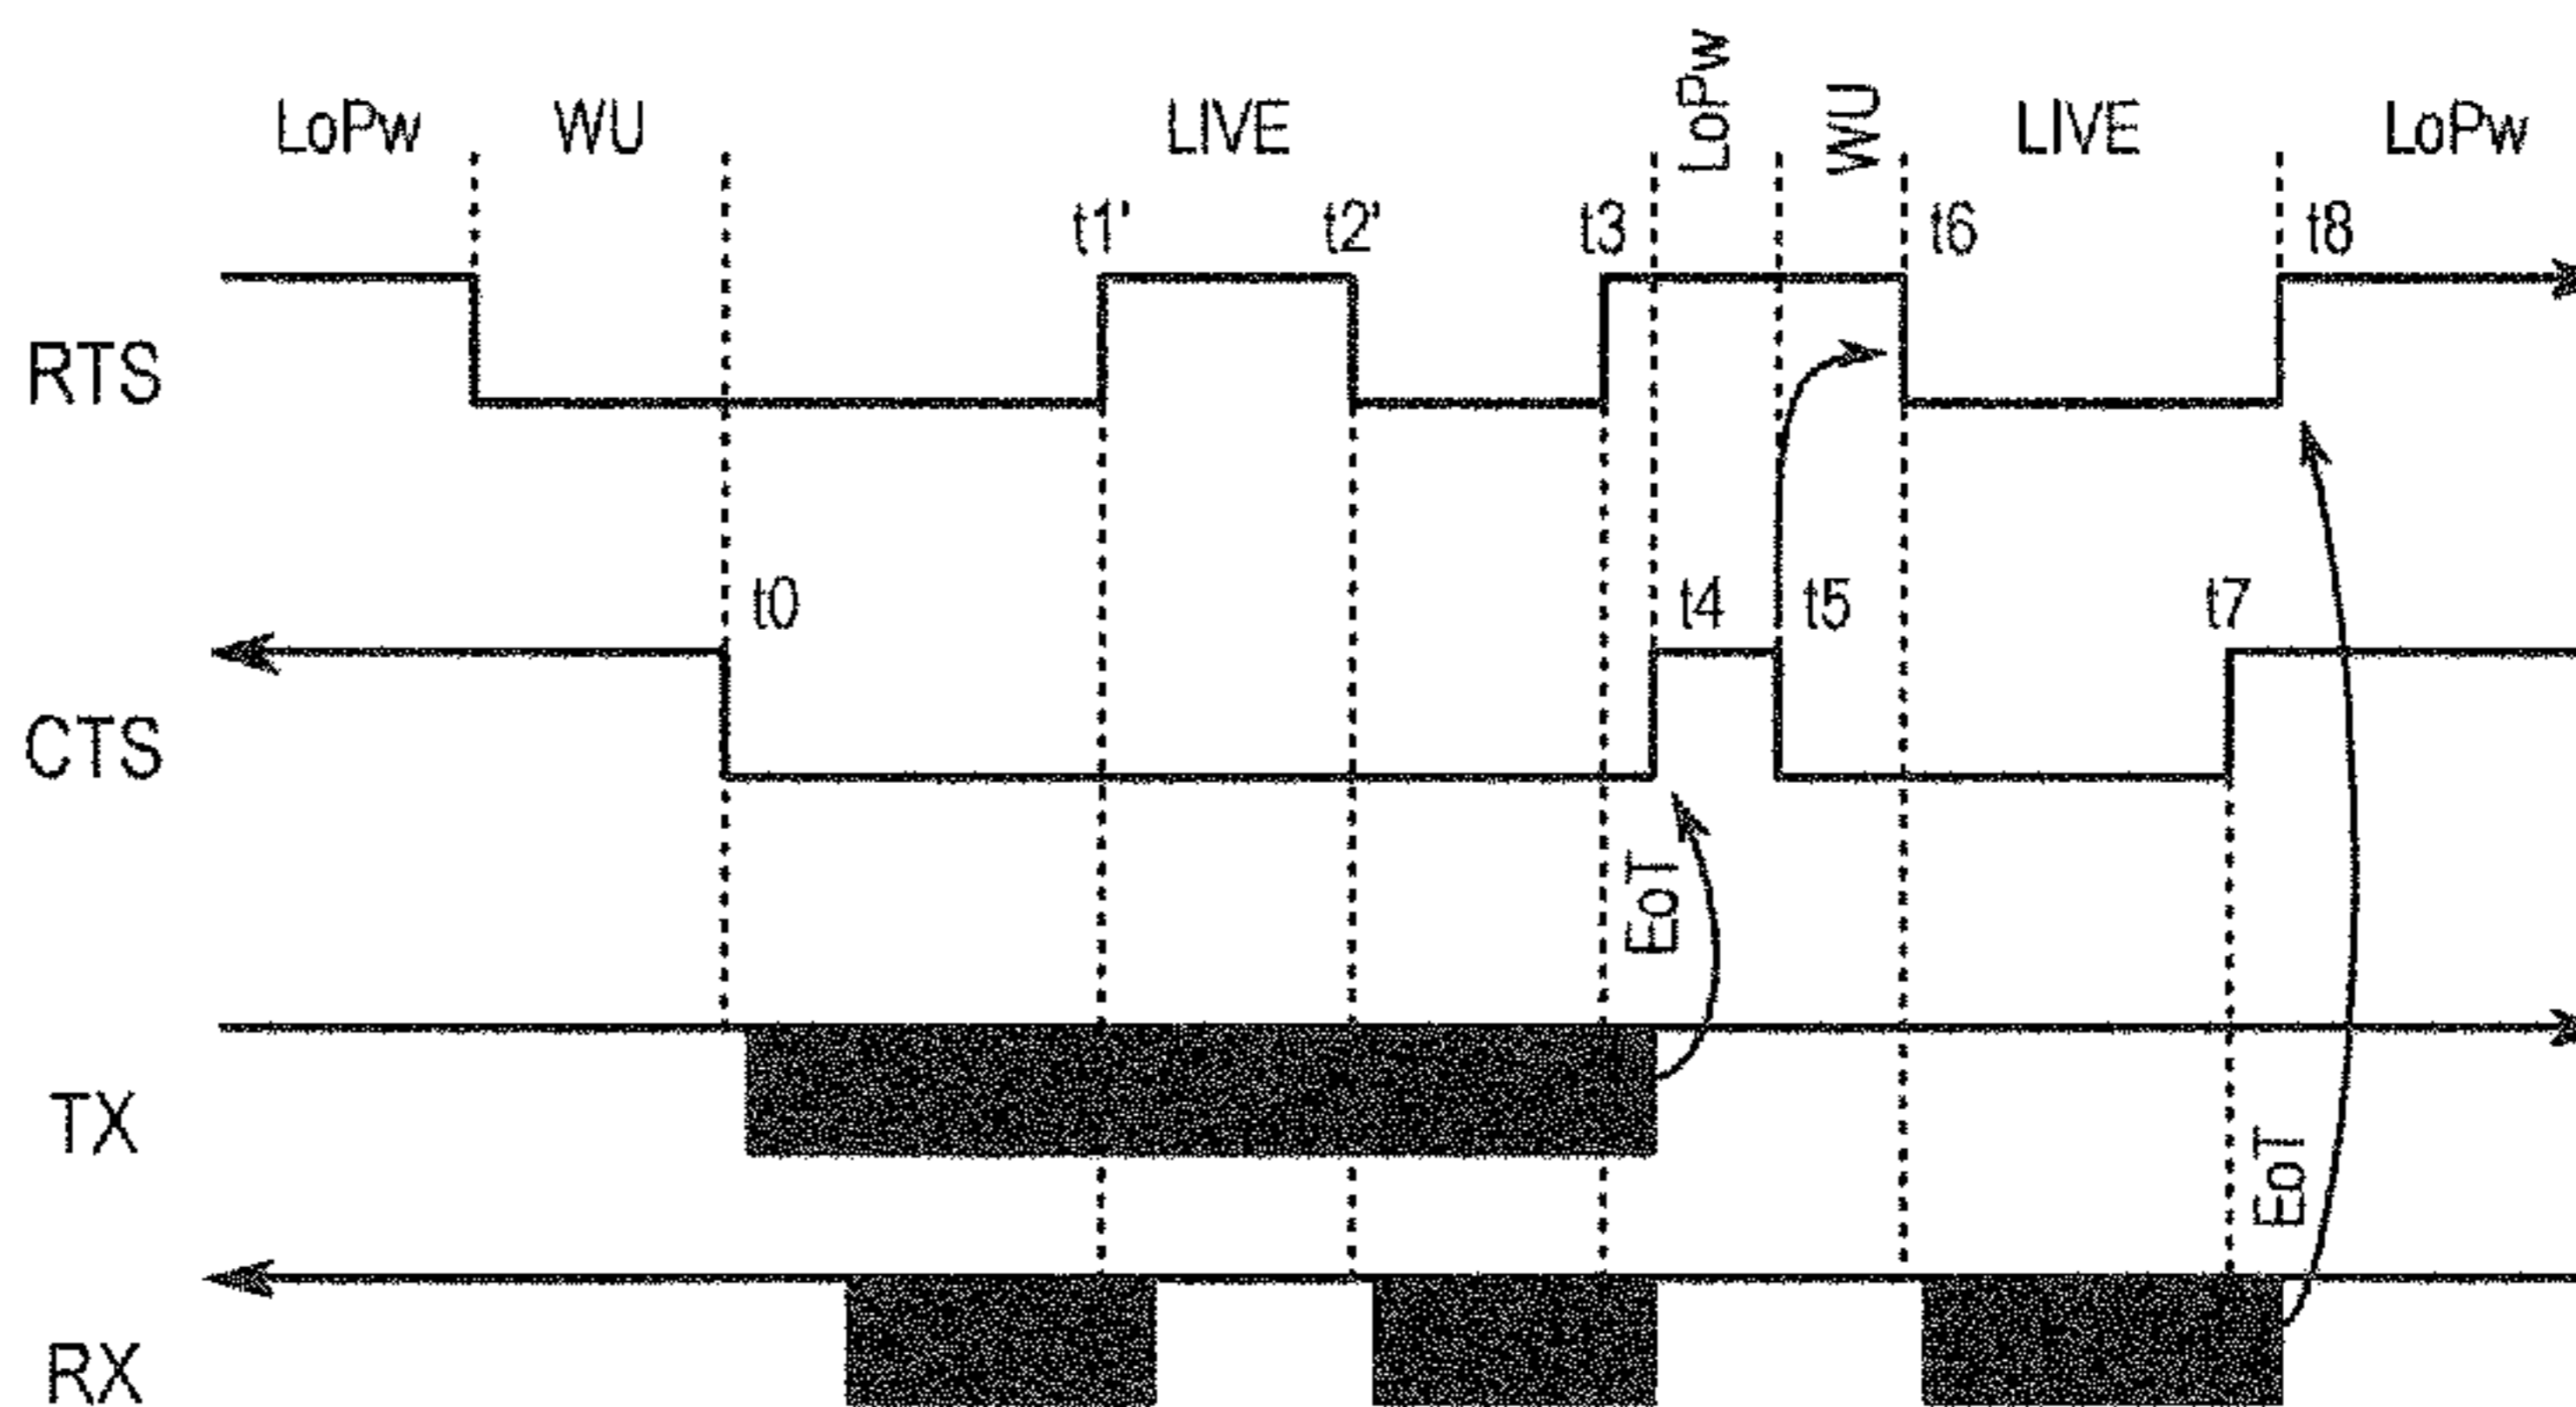 LoPw WU LIVE LoPw WU LIVE LoPw
t1' t2' t3 t6 t8
RTS
t0 t4 t5 t7
CTS
EoT
TX
EoT
RX